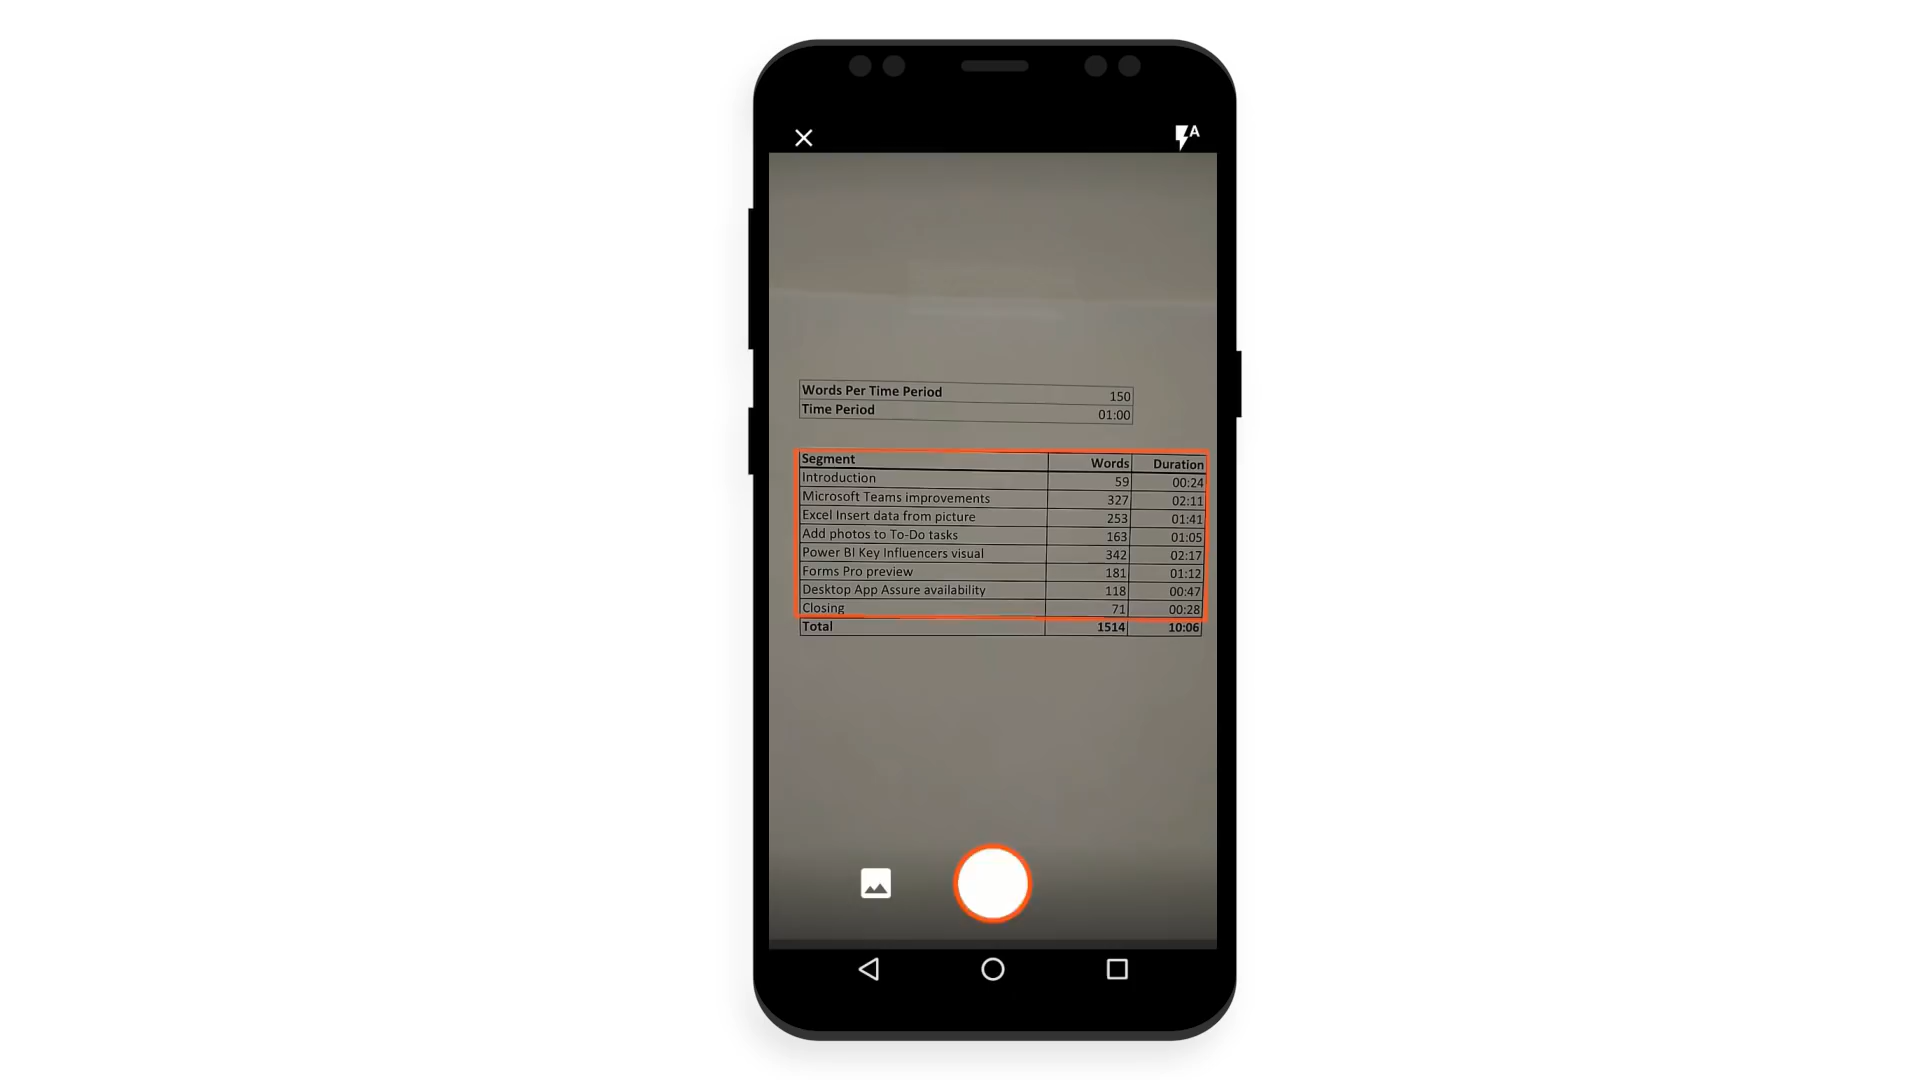 A
Words Per Time Period 150
Time Period 01:00
Segment Words Duration
Introduction 59 00:24
Microsoft Teams improvements 327 02:11
Excel Insert data from picture 253 01:41
Add photos to To-Do tasks 163 01:05
Power BI Key Influencers visual 342 02:17
Forms Pro preview 181 01:12
Desktop App Assure availability 118 00:47
Closing 71 00:28
Total 1514 10:06